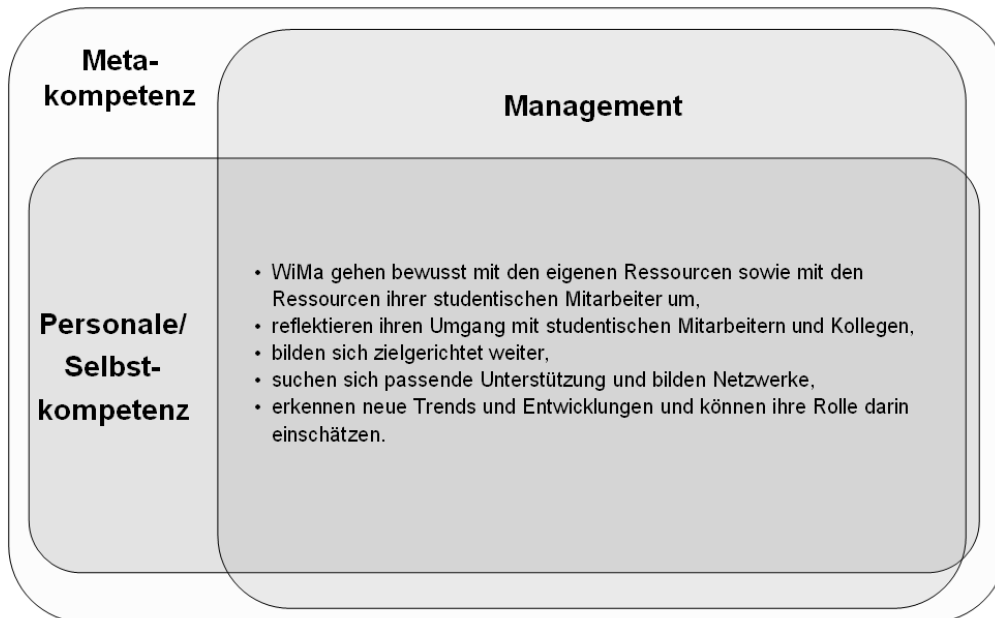 Meta-
kompetenz
Management
Personale/
Selbst-
kompetenz
• WiMa gehen bewusst mit den eigenen Ressourcen sowie mit den
Ressourcen ihrer studentischen Mitarbeiter um,
• reflektieren ihren Umgang mit studentischen Mitarbeitern und Kollegen,
• bilden sich zielgerichtet weiter,
• suchen sich passende Unterstützung und bilden Netzwerke,
• erkennen neue Trends und Entwicklungen und können ihre Rolle darin
einschätzen.